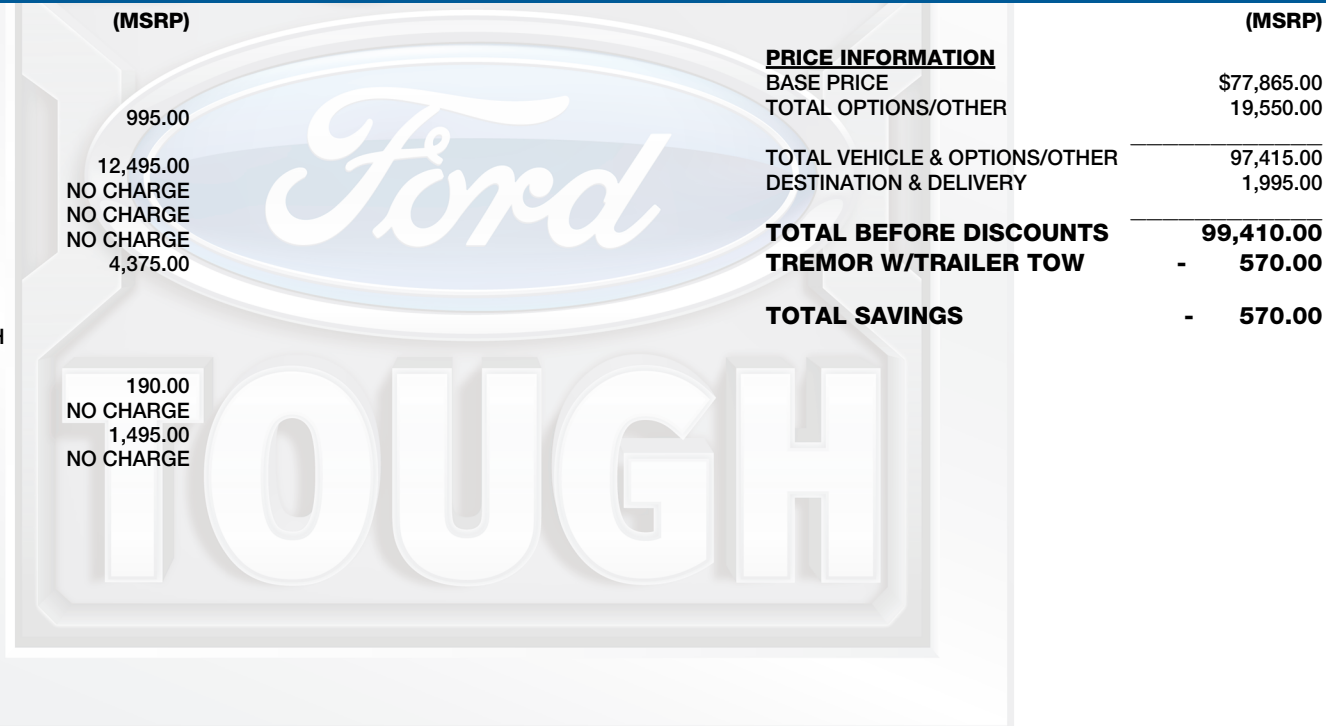 (MSRP)
995.00
12,495.00
NO CHARGE
NO CHARGE
NO CHARGE
4,375.00
H
190.00
NO CHARGE
1,495.00
NO CHARGE
Ford
TOUGH
(MSRP)
PRICE INFORMATION
BASE PRICE $77,865.00
TOTAL OPTIONS/OTHER 19,550.00
TOTAL VEHICLE & OPTIONS/OTHER 97,415.00
DESTINATION & DELIVERY 1,995.00
TOTAL BEFORE DISCOUNTS 99,410.00
TREMOR W/TRAILER TOW - 570.00
TOTAL SAVINGS - 570.00